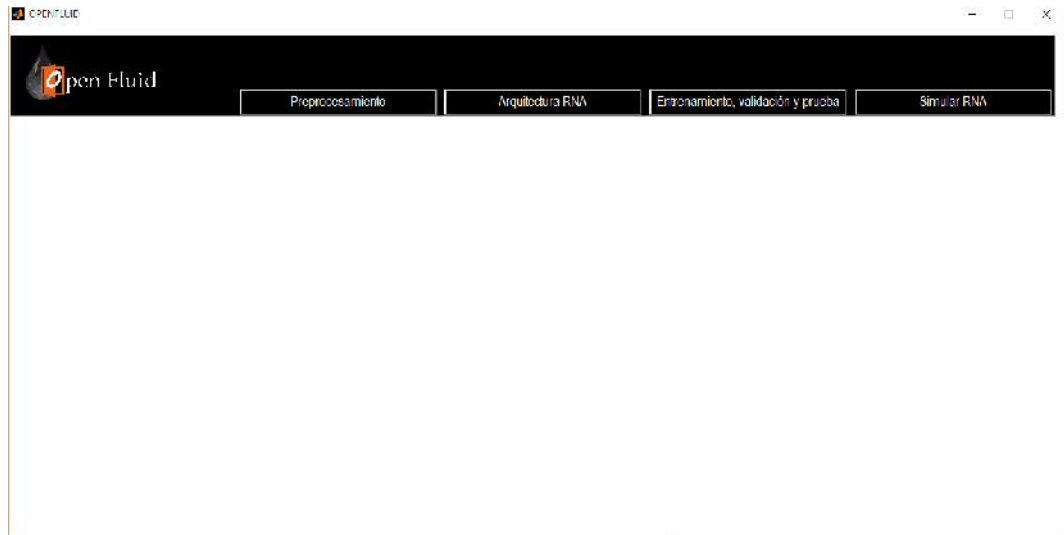 OPENFLUID
Open Fluid
Preprocesamiento
Arquitectura RNA
Entrenamiento, validación y prueba
Simular RNA